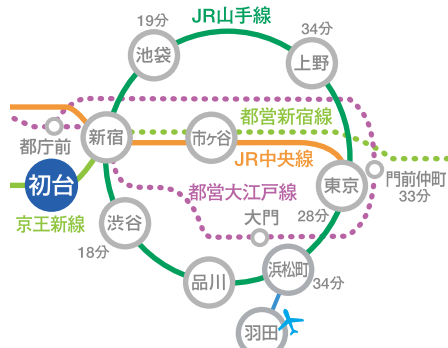 JR山手線
19分
池袋
34分
上野
都営新宿線
新宿
市ヶ谷
都庁前
JR中央線
初台
都営大江戸線
東京
門前仲町
33分
京王新線
渋谷
大門
28分
18分
品川
浜松町
34分
羽田